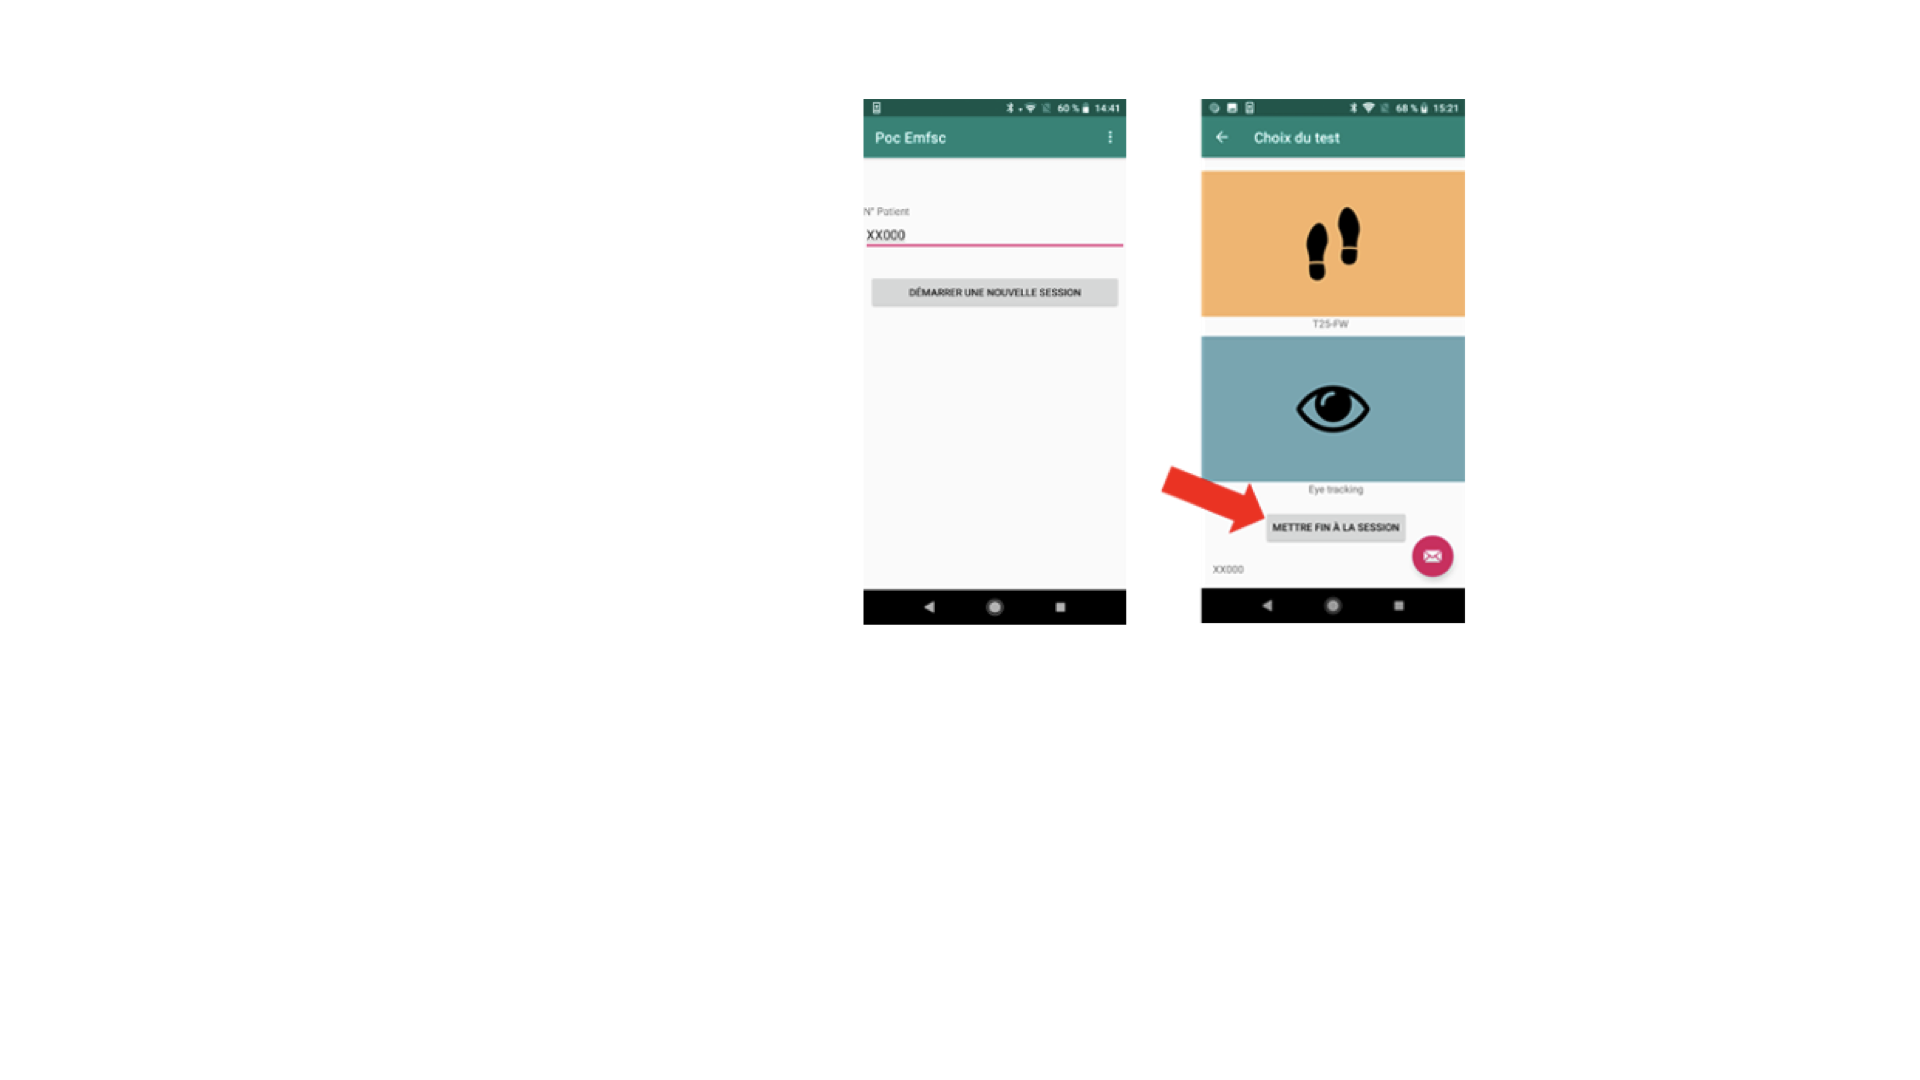 60 % 14:41
Poc Emfsc
N° Patient
XX000
DÉMARRER UNE NOUVELLE SESSION
68 % 15:21
Choix du test
T25-FW
Eye tracking
METTRE FIN À LA SESSION
XX000